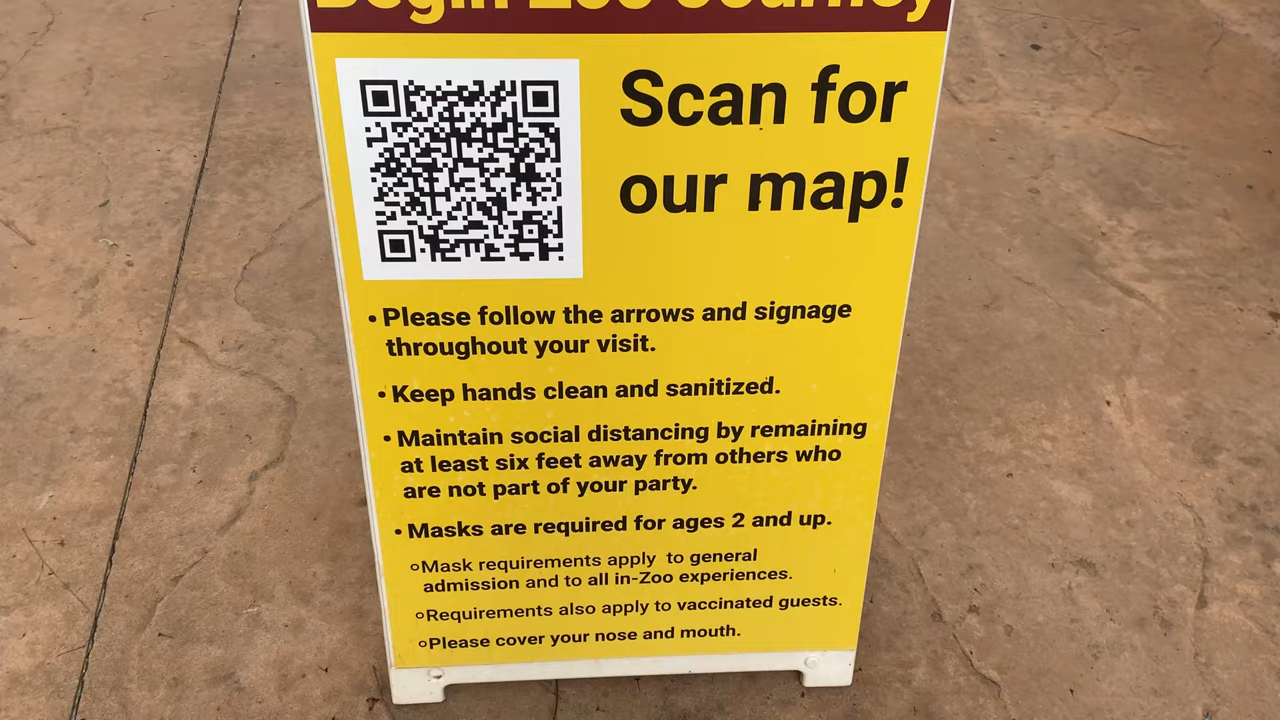 Begin Zoo Journey
Scan for
our map!
• Please follow the arrows and signage
throughout your visit.
• Keep hands clean and sanitized.
• Maintain social distancing by remaining
at least six feet away from others who
are not part of your party.
• Masks are required for ages 2 and up.
○ Mask requirements apply to general
admission and to all in-Zoo experiences.
○ Requirements also apply to vaccinated guests.
○ Please cover your nose and mouth.